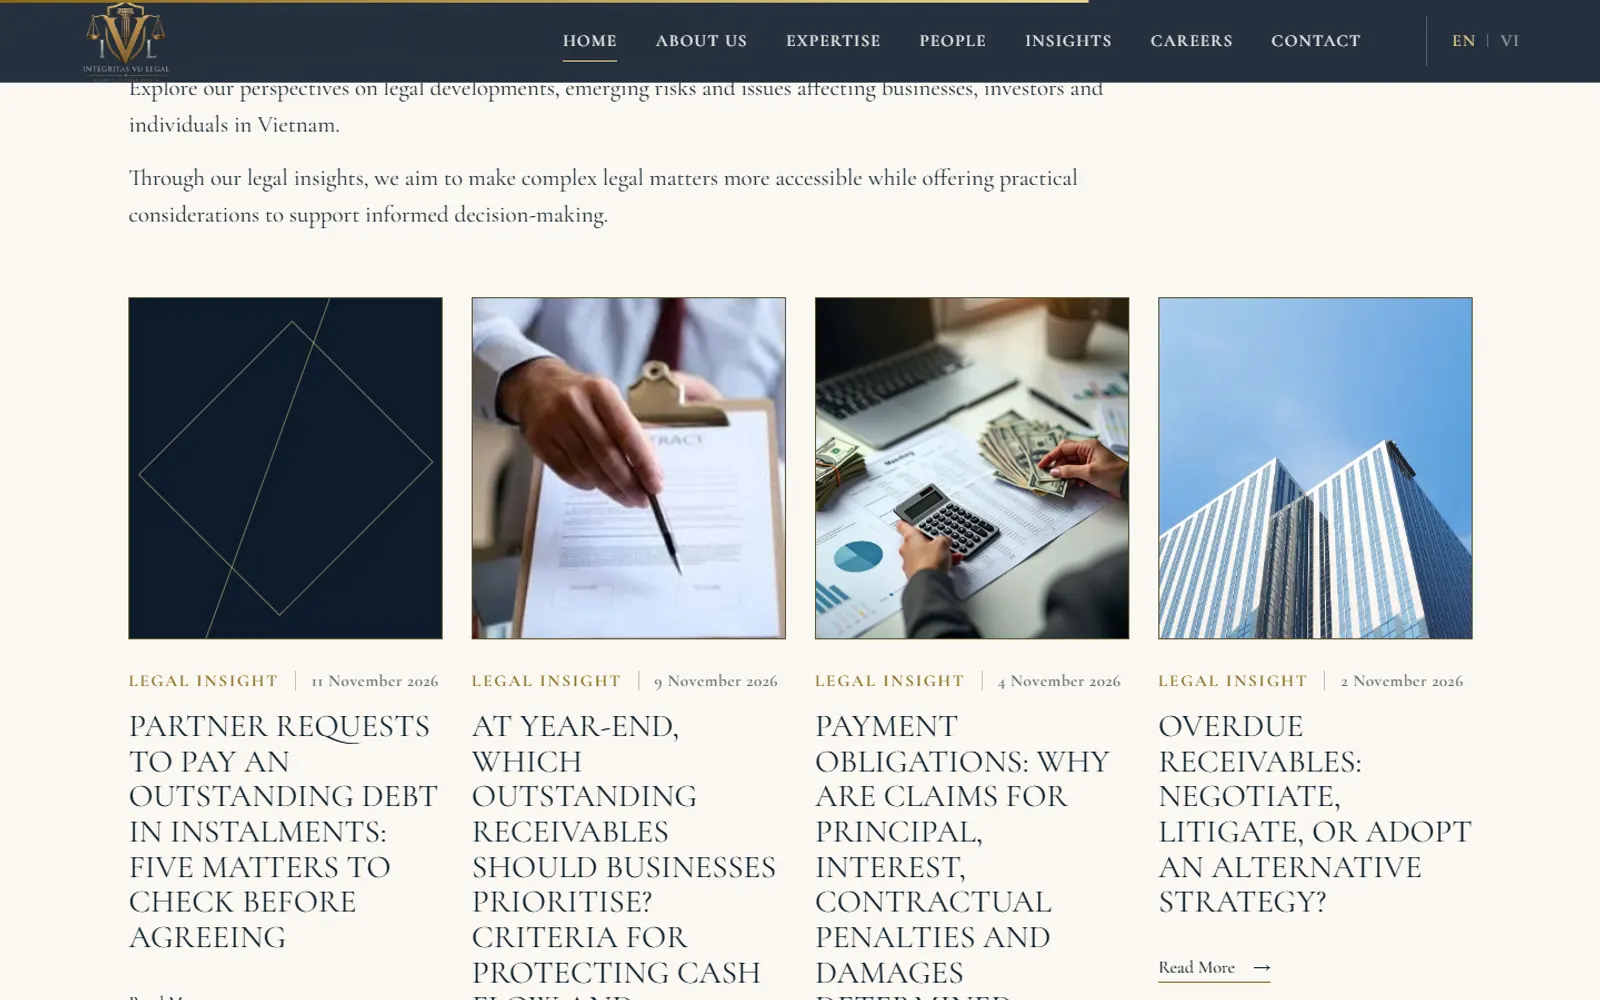 I V L
INTEGRITAS VU LEGAL
HOME ABOUT US EXPERTISE PEOPLE INSIGHTS CAREERS CONTACT EN | VI
Explore our perspectives on legal developments, emerging risks and issues affecting businesses, investors and
individuals in Vietnam.
Through our legal insights, we aim to make complex legal matters more accessible while offering practical
considerations to support informed decision-making.
LEGAL INSIGHT | 11 November 2026
PARTNER REQUESTS
TO PAY AN
OUTSTANDING DEBT
IN INSTALMENTS:
FIVE MATTERS TO
CHECK BEFORE
AGREEING
LEGAL INSIGHT | 9 November 2026
AT YEAR-END,
WHICH
OUTSTANDING
RECEIVABLES
SHOULD BUSINESSES
PRIORITISE?
CRITERIA FOR
PROTECTING CASH
FLOW AND
LEGAL INSIGHT | 4 November 2026
PAYMENT
OBLIGATIONS: WHY
ARE CLAIMS FOR
PRINCIPAL,
INTEREST,
CONTRACTUAL
PENALTIES AND
DAMAGES
DETERMINED
LEGAL INSIGHT | 2 November 2026
OVERDUE
RECEIVABLES:
NEGOTIATE,
LITIGATE, OR ADOPT
AN ALTERNATIVE
STRATEGY?
Read More →